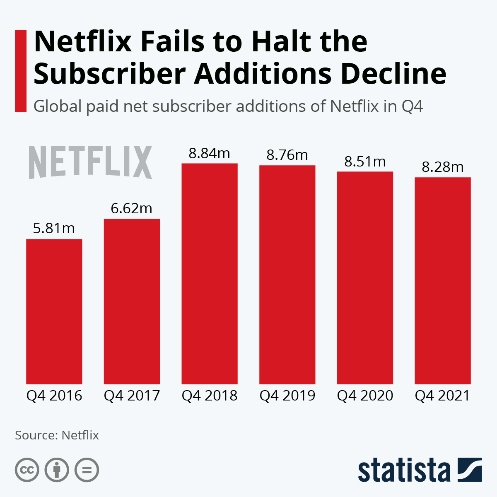 Netflix Fails to Halt the
Subscriber Additions Decline
Global paid net subscriber additions of Netflix in Q4
NETFLIX
5.81m
6.62m
8.84m
8.76m
8.51m
8.28m
Q4 2016 Q4 2017 Q4 2018 Q4 2019 Q4 2020 Q4 2021
Source: Netflix
cc
statista